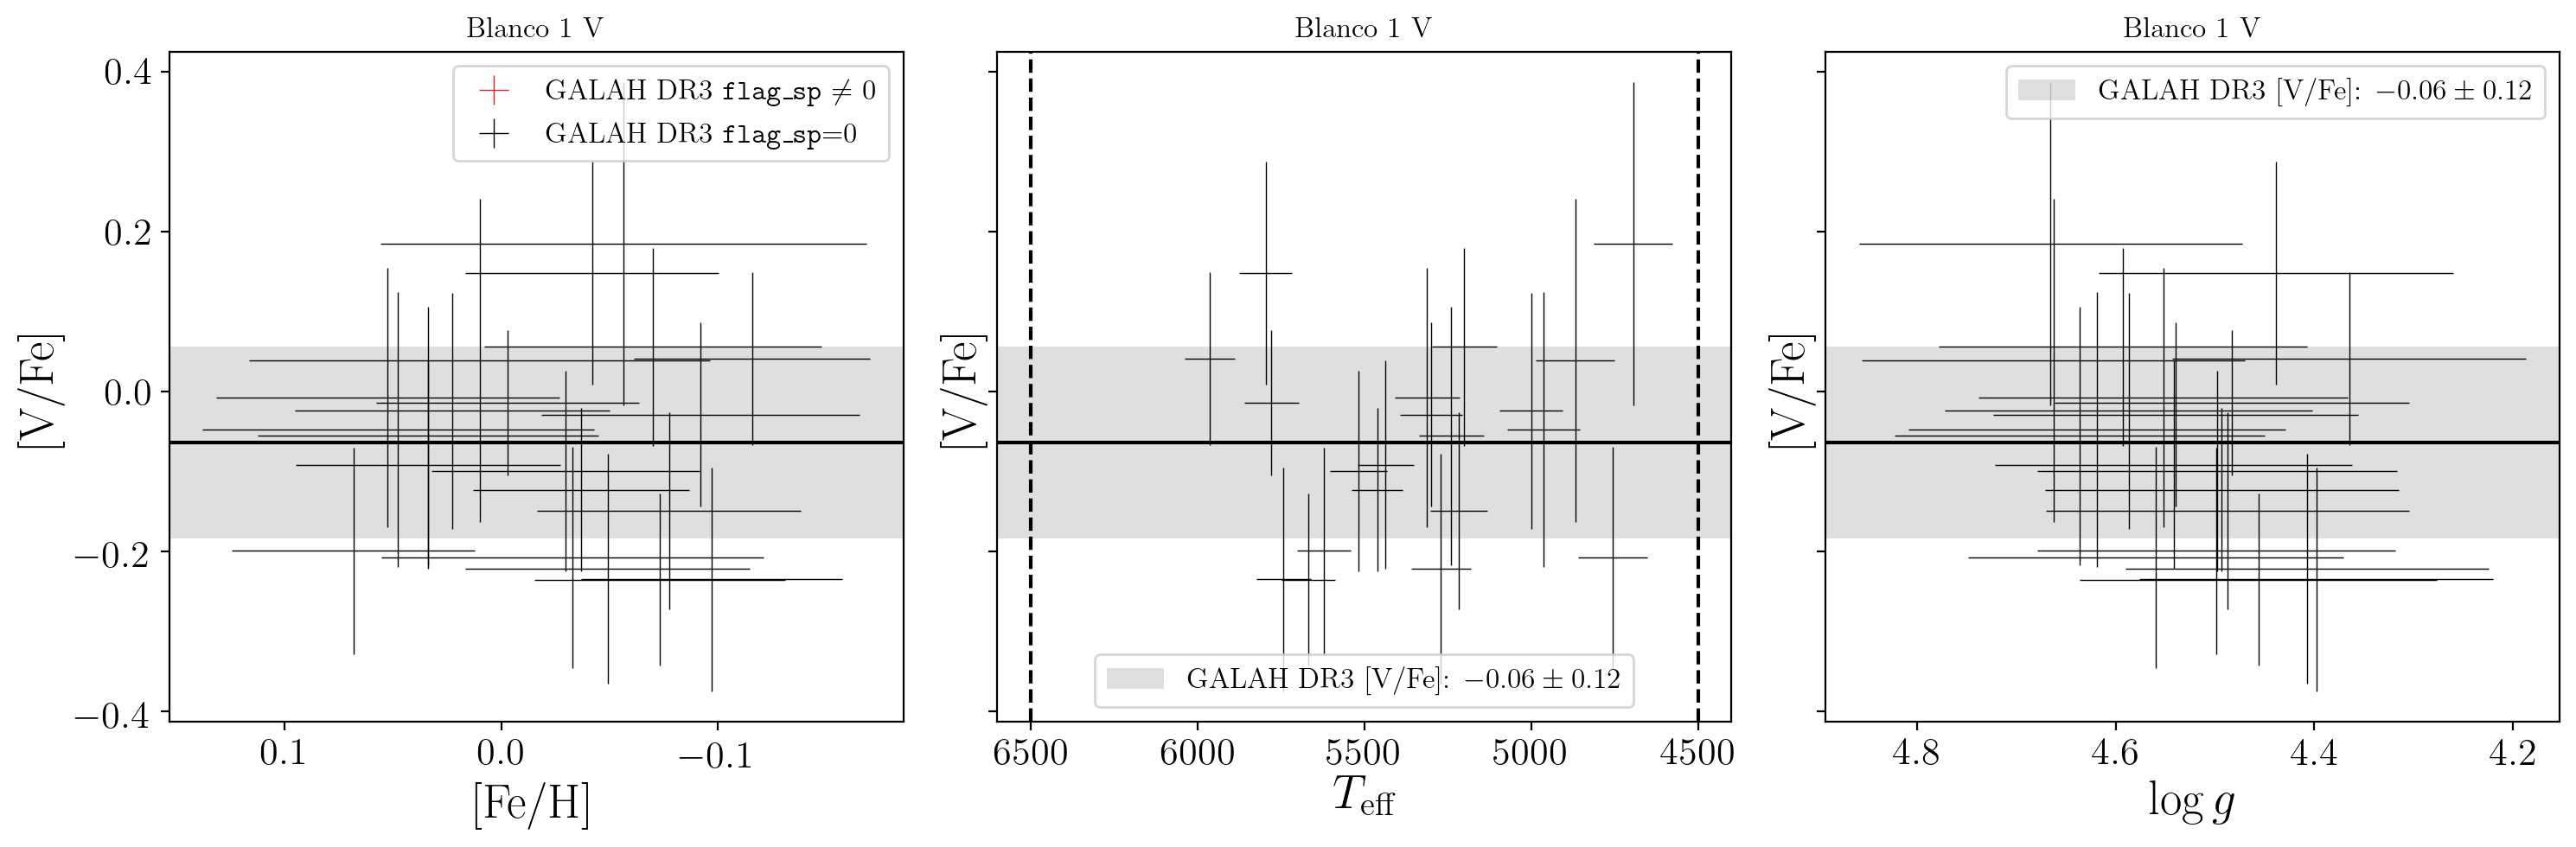 Blanco 1 V
GALAH DR3 flag_sp ≠ 0
GALAH DR3 flag_sp=0
[V/Fe]
0.4
0.2
0.0
−0.2
−0.4
0.1
0.0
−0.1
[Fe/H]
Blanco 1 V
[V/Fe]
GALAH DR3 [V/Fe]: −0.06 ± 0.12
6500
6000
5500
5000
4500
T_eff
Blanco 1 V
GALAH DR3 [V/Fe]: −0.06 ± 0.12
[V/Fe]
4.8
4.6
4.4
4.2
log g